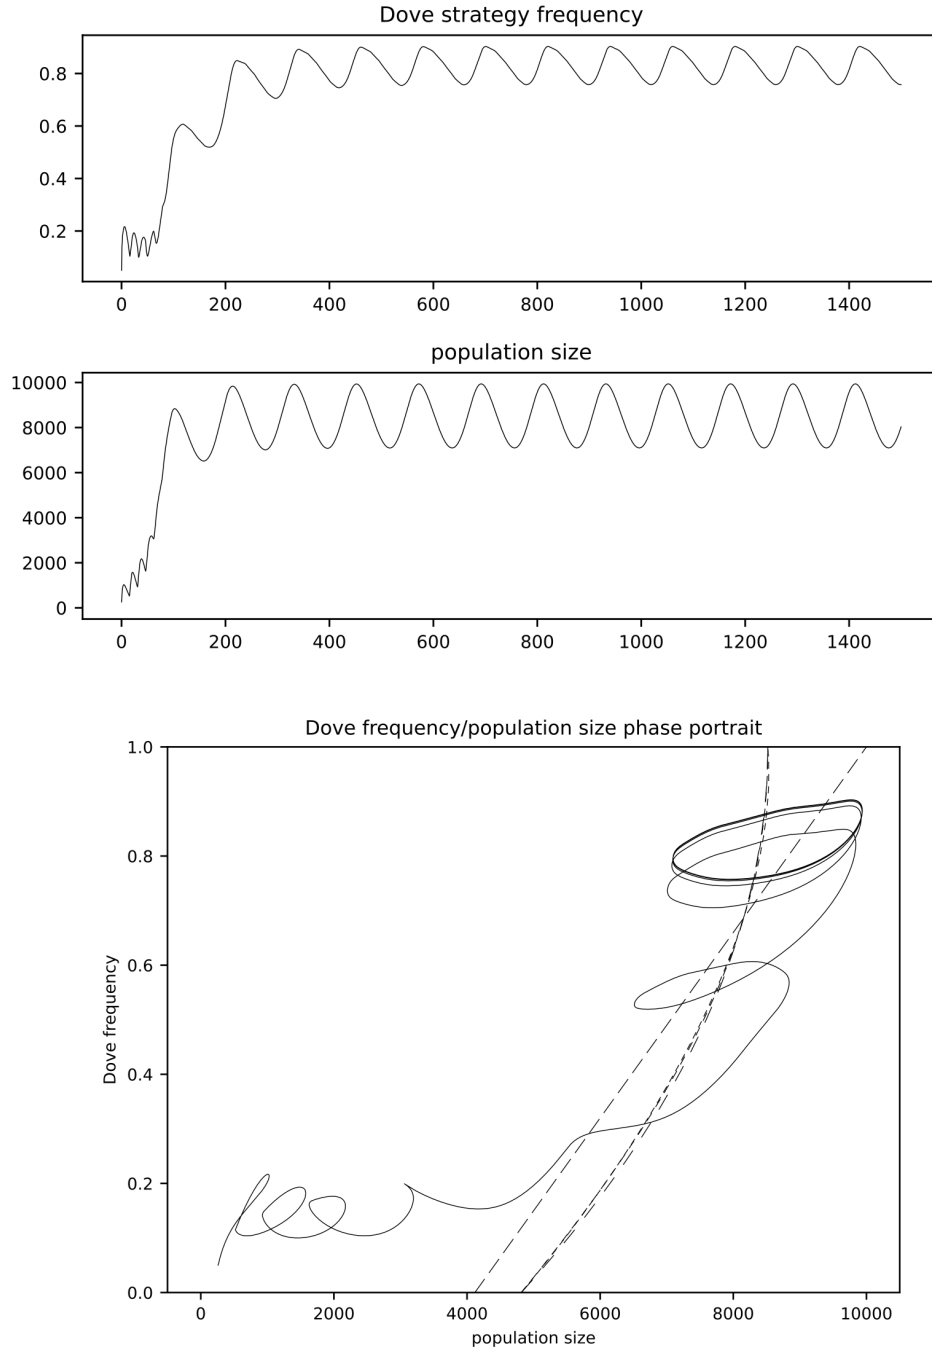 Dove strategy frequency
0.8
0.6
0.4
0.2
0 200 400 600 800 1000 1200 1400
population size
10000
8000
6000
4000
2000
0
0 200 400 600 800 1000 1200 1400
Dove frequency/population size phase portrait
1.0
0.8
0.6
0.4
0.2
0.0
Dove frequency
0 2000 4000 6000 8000 10000
population size